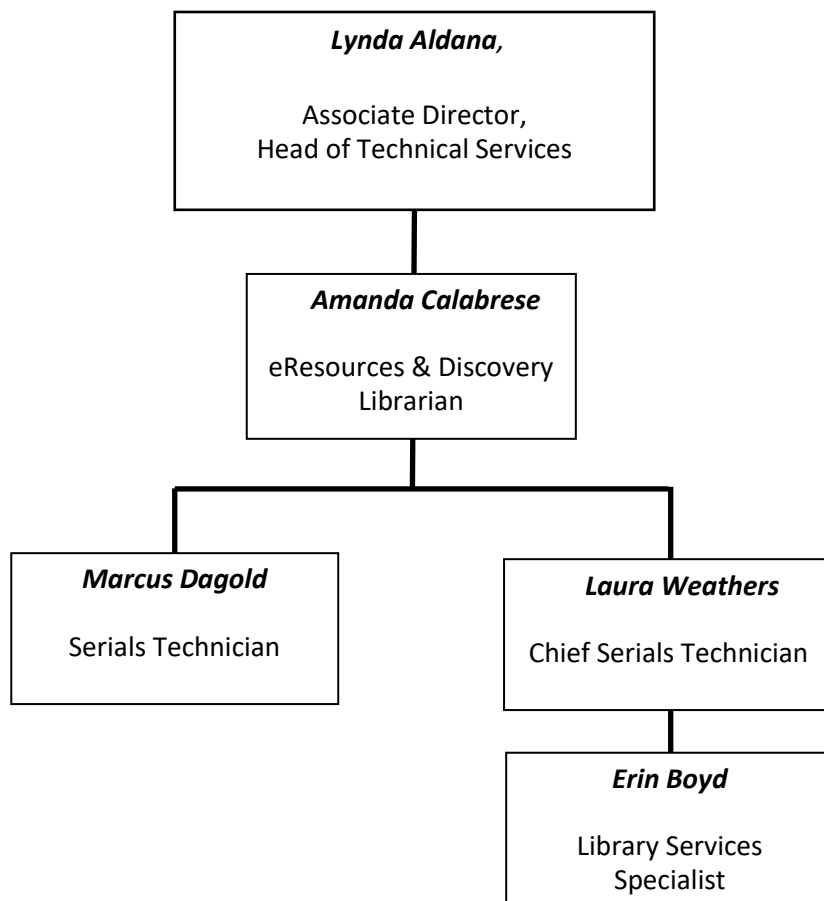 Lynda Aldana,
Associate Director,
Head of Technical Services
Amanda Calabrese
eResources & Discovery
Librarian
Marcus Dagold
Serials Technician
Laura Weathers
Chief Serials Technician
Erin Boyd
Library Services
Specialist